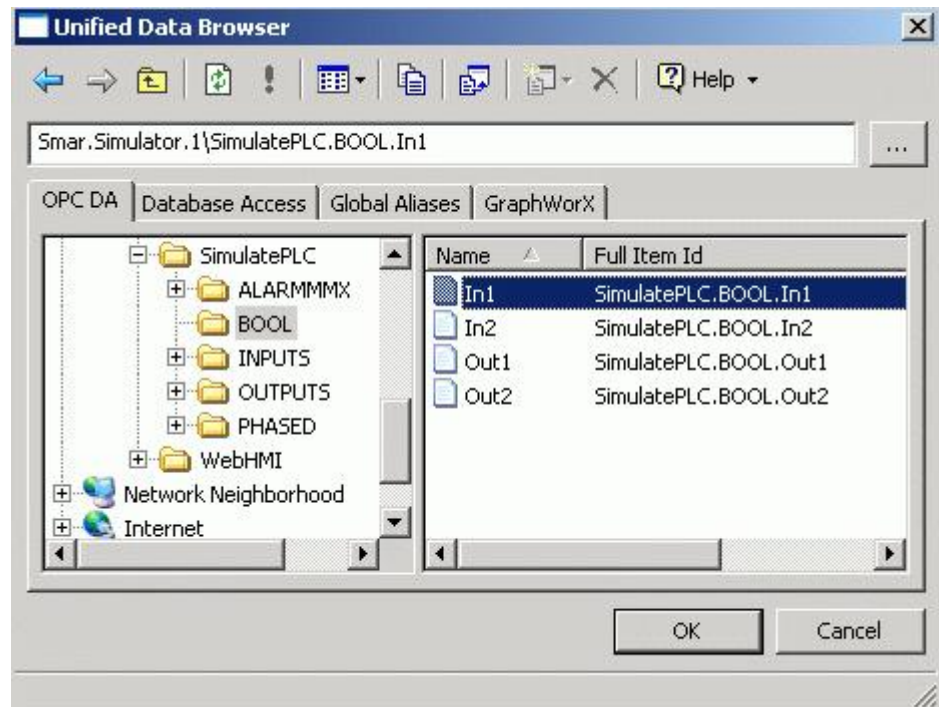 Unified Data Browser
Help
Smar.Simulator.1\SimulatePLC.BOOL.In1
...
OPC DA
Database Access
Global Aliases
GraphWorX
SimulatePLC
ALARMMMX
BOOL
INPUTS
OUTPUTS
PHASED
WebHMI
Network Neighborhood
Internet
Name Full Item Id
In1 SimulatePLC.BOOL.In1
In2 SimulatePLC.BOOL.In2
Out1 SimulatePLC.BOOL.Out1
Out2 SimulatePLC.BOOL.Out2
OK
Cancel